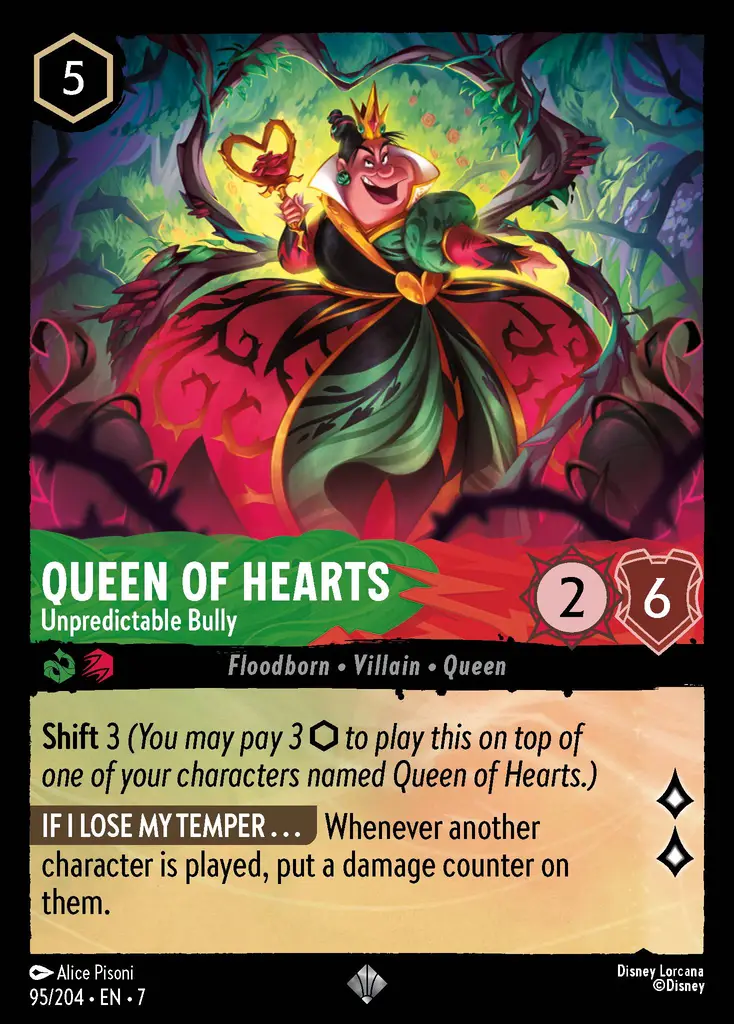 5
QUEEN OF HEARTS
Unpredictable Bully
2
6
Floodborn • Villain • Queen
Shift 3 (You may pay 3 ⬡ to play this on top of
one of your characters named Queen of Hearts.)
IF I LOSE MY TEMPER... Whenever another
character is played, put a damage counter on
them.
Alice Pisoni
Disney Lorcana
95/204 • EN • 7
©Disney